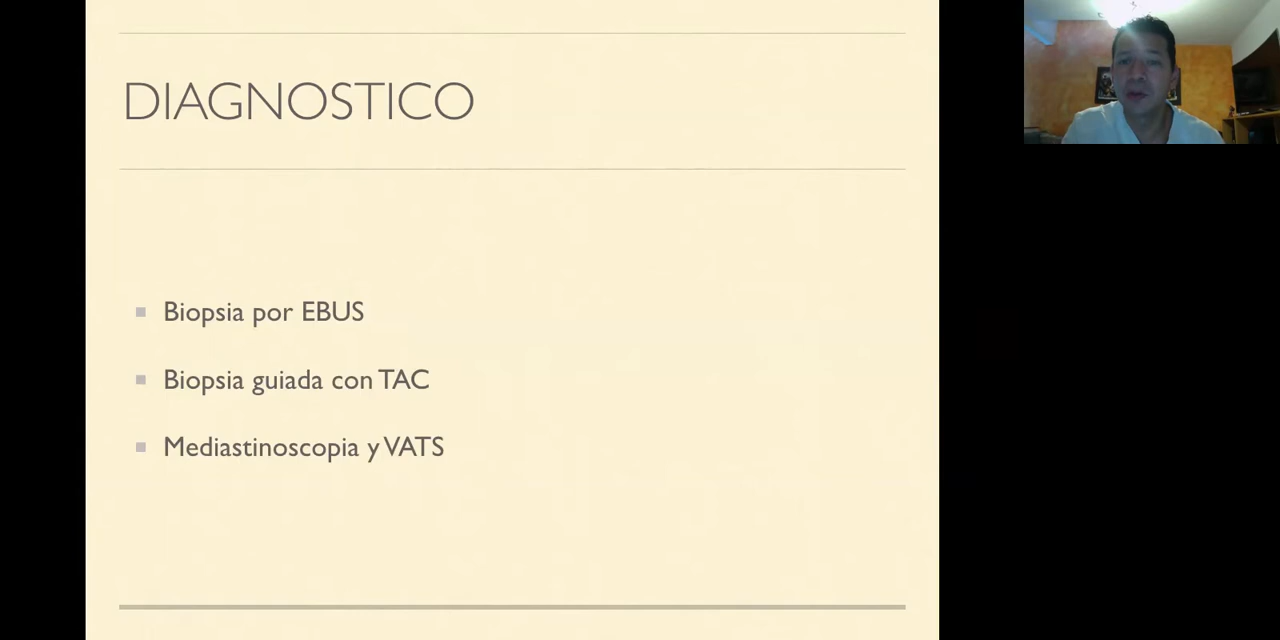 DIAGNOSTICO
Biopsia por EBUS
Biopsia guiada con TAC
Mediastinoscopia y VATS